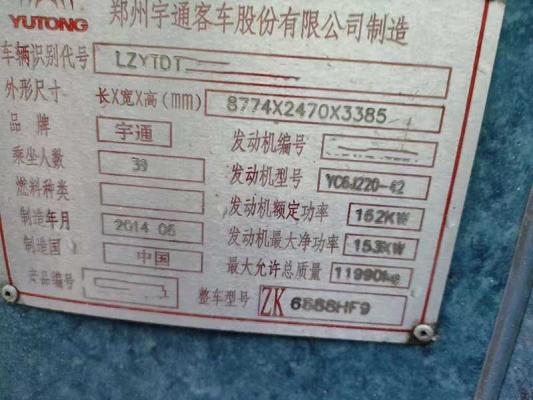 YUTONG 郑州宇通客车股份有限公司制造
车辆识别代号 LZYTDT
外形尺寸 长X宽X高(mm) 8774X2470X3385
品牌 宇通 发动机编号
乘坐人数 39 发动机型号 YC6J220-42
燃料种类 发动机额定功率 162KW
制造年月 2014 05 发动机最大净功率 153KW
制造国 中国 最大允许总质量 11990kg
产品编号 整车型号 ZK 6888HF9